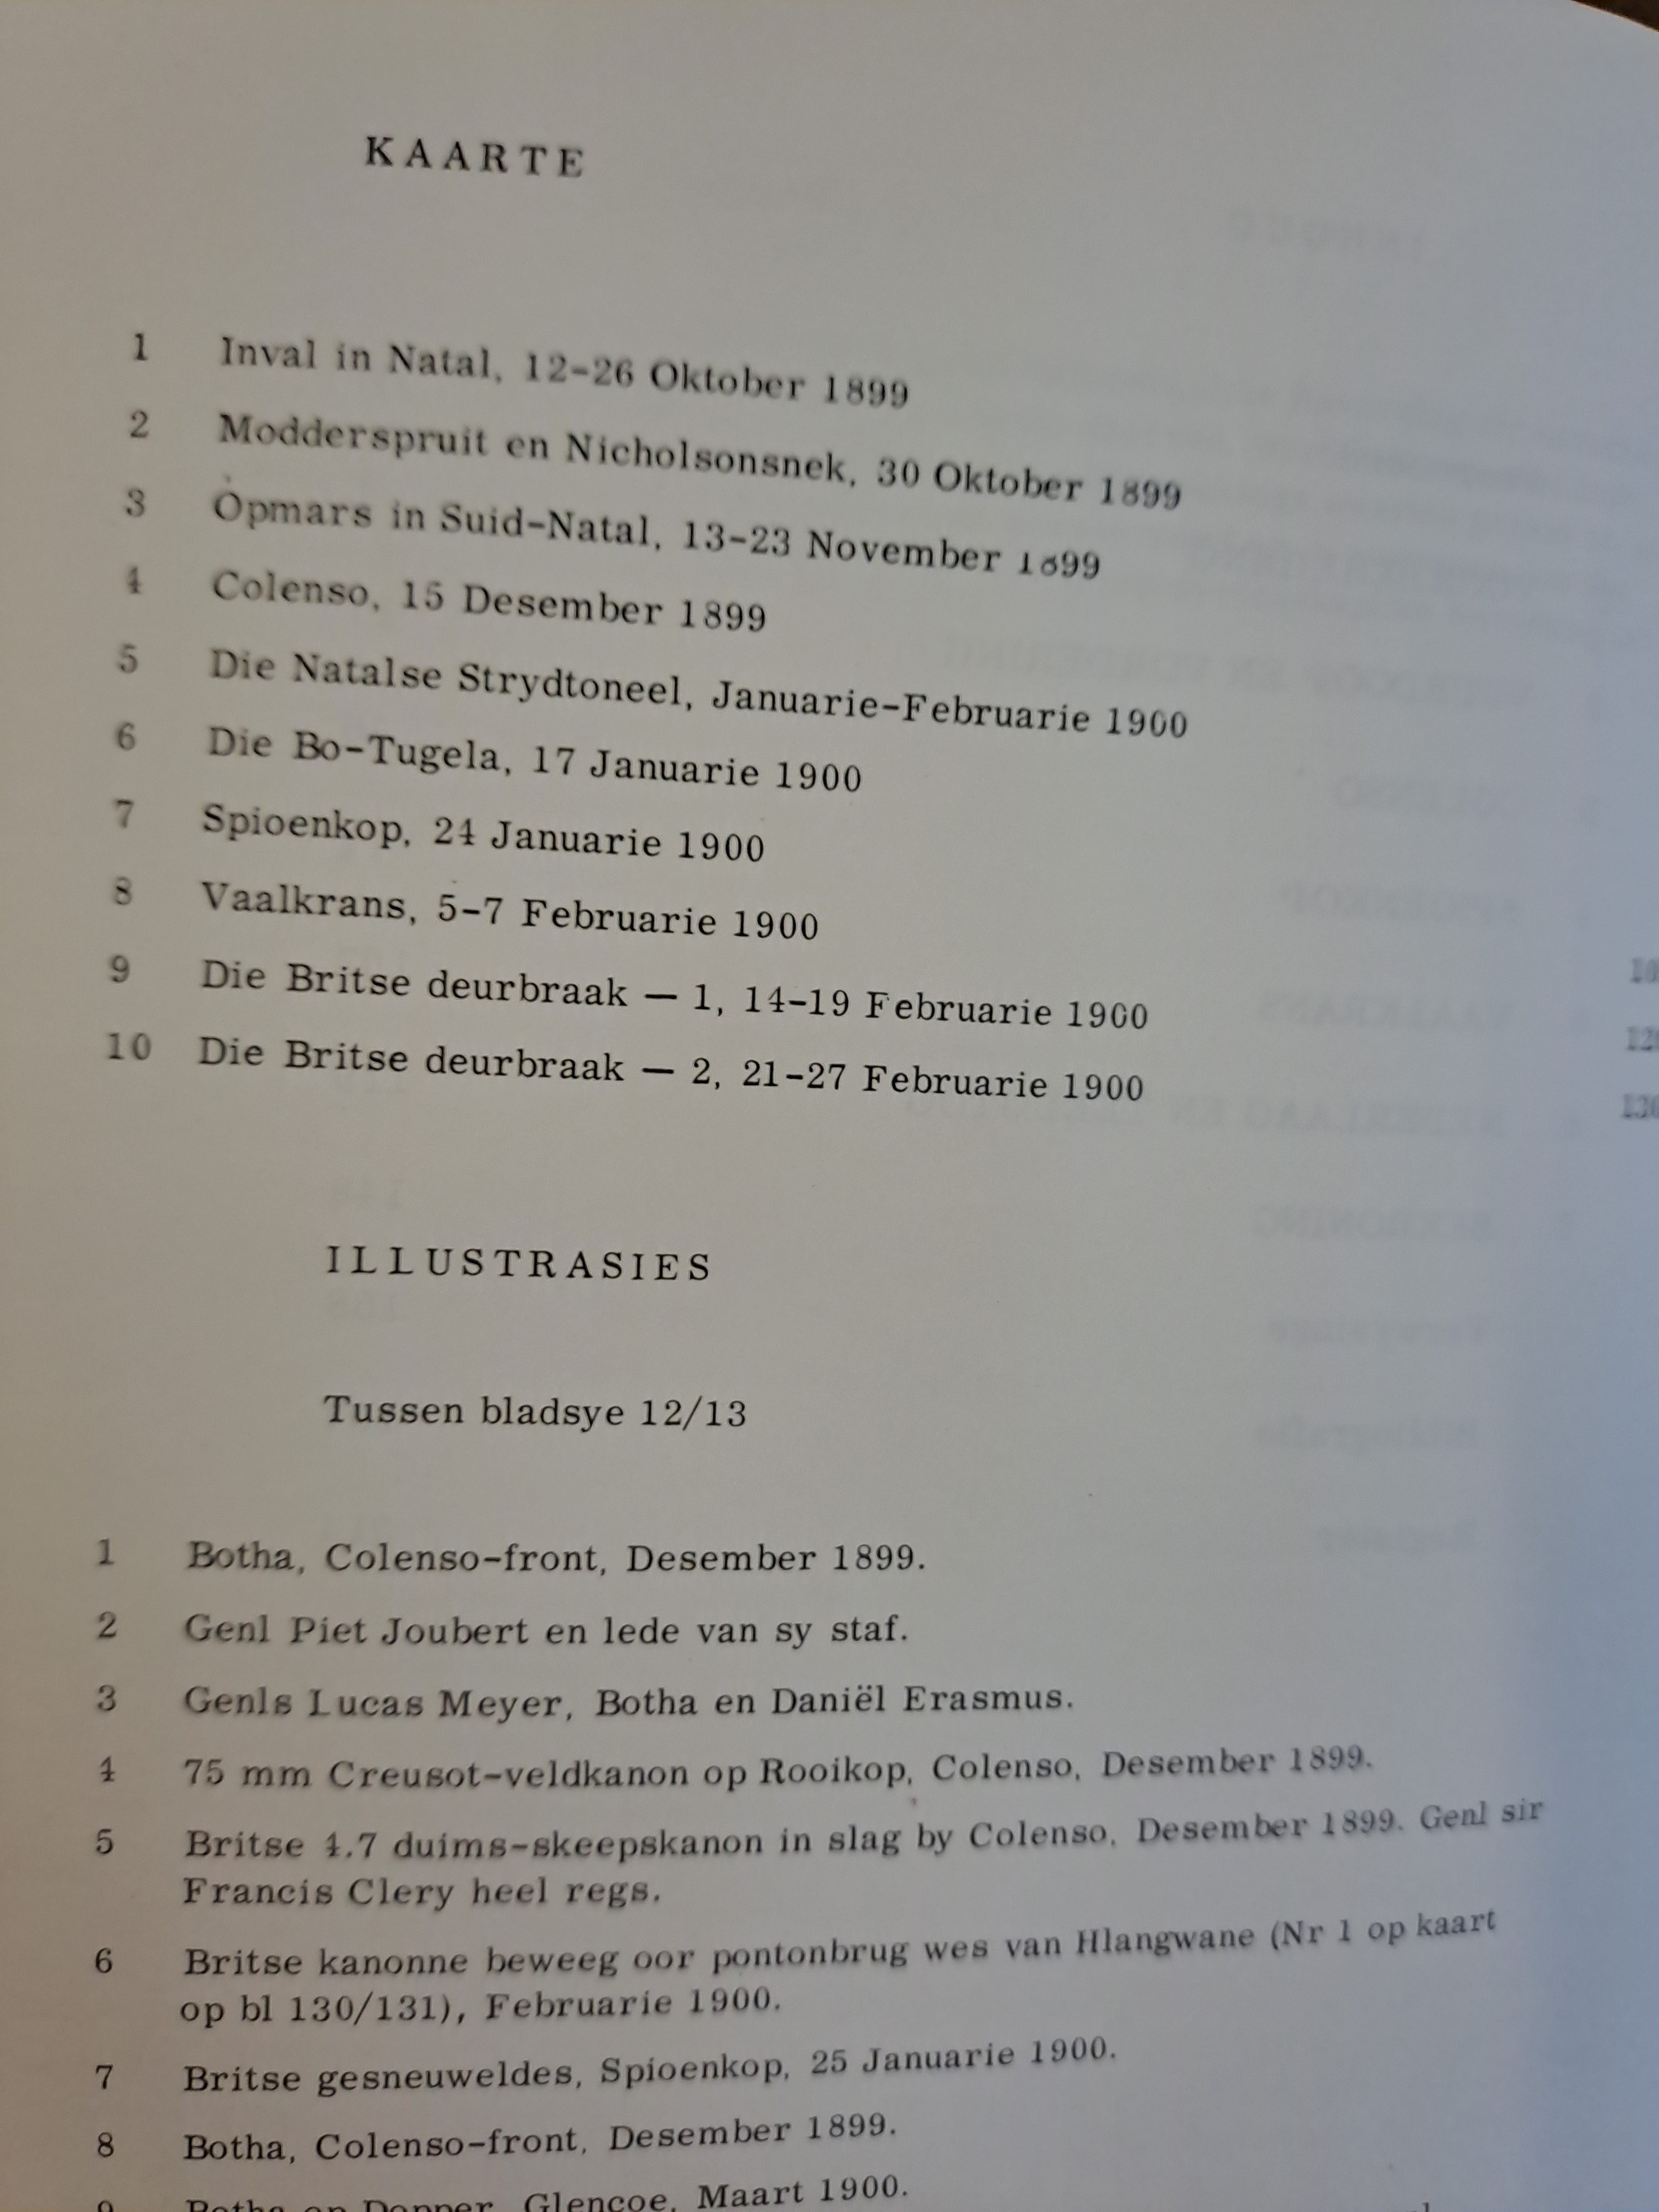 KAARTE
1 Inval in Natal, 12-26 Oktober 1899
2 Modderspruit en Nicholsonsnek, 30 Oktober 1899
3 Opmars in Suid-Natal, 13-23 November 1899
4 Colenso, 15 Desember 1899
5 Die Natalse Strydtoneel, Januarie-Februarie 1900
6 Die Bo-Tugela, 17 Januarie 1900
7 Spioenkop, 24 Januarie 1900
8 Vaalkrans, 5-7 Februarie 1900
9 Die Britse deurbraak — 1, 14-19 Februarie 1900
10 Die Britse deurbraak — 2, 21-27 Februarie 1900
ILLUSTRASIES
Tussen bladsye 12/13
1 Botha, Colenso-front, Desember 1899.
2 Genl Piet Joubert en lede van sy staf.
3 Genls Lucas Meyer, Botha en Daniël Erasmus.
4 75 mm Creusot-veldkanon op Rooikop, Colenso, Desember 1899.
5 Britse 4.7 duims-skeepskanon in slag by Colenso, Desember 1899. Genl sir
Francis Clery heel regs.
6 Britse kanonne beweeg oor pontonbrug wes van Hlangwane (Nr 1 op kaart
op bl 130/131), Februarie 1900.
7 Britse gesneuweldes, Spioenkop, 25 Januarie 1900.
8 Botha, Colenso-front, Desember 1899.
9 Botha op Dopper, Glencoe, Maart 1900.